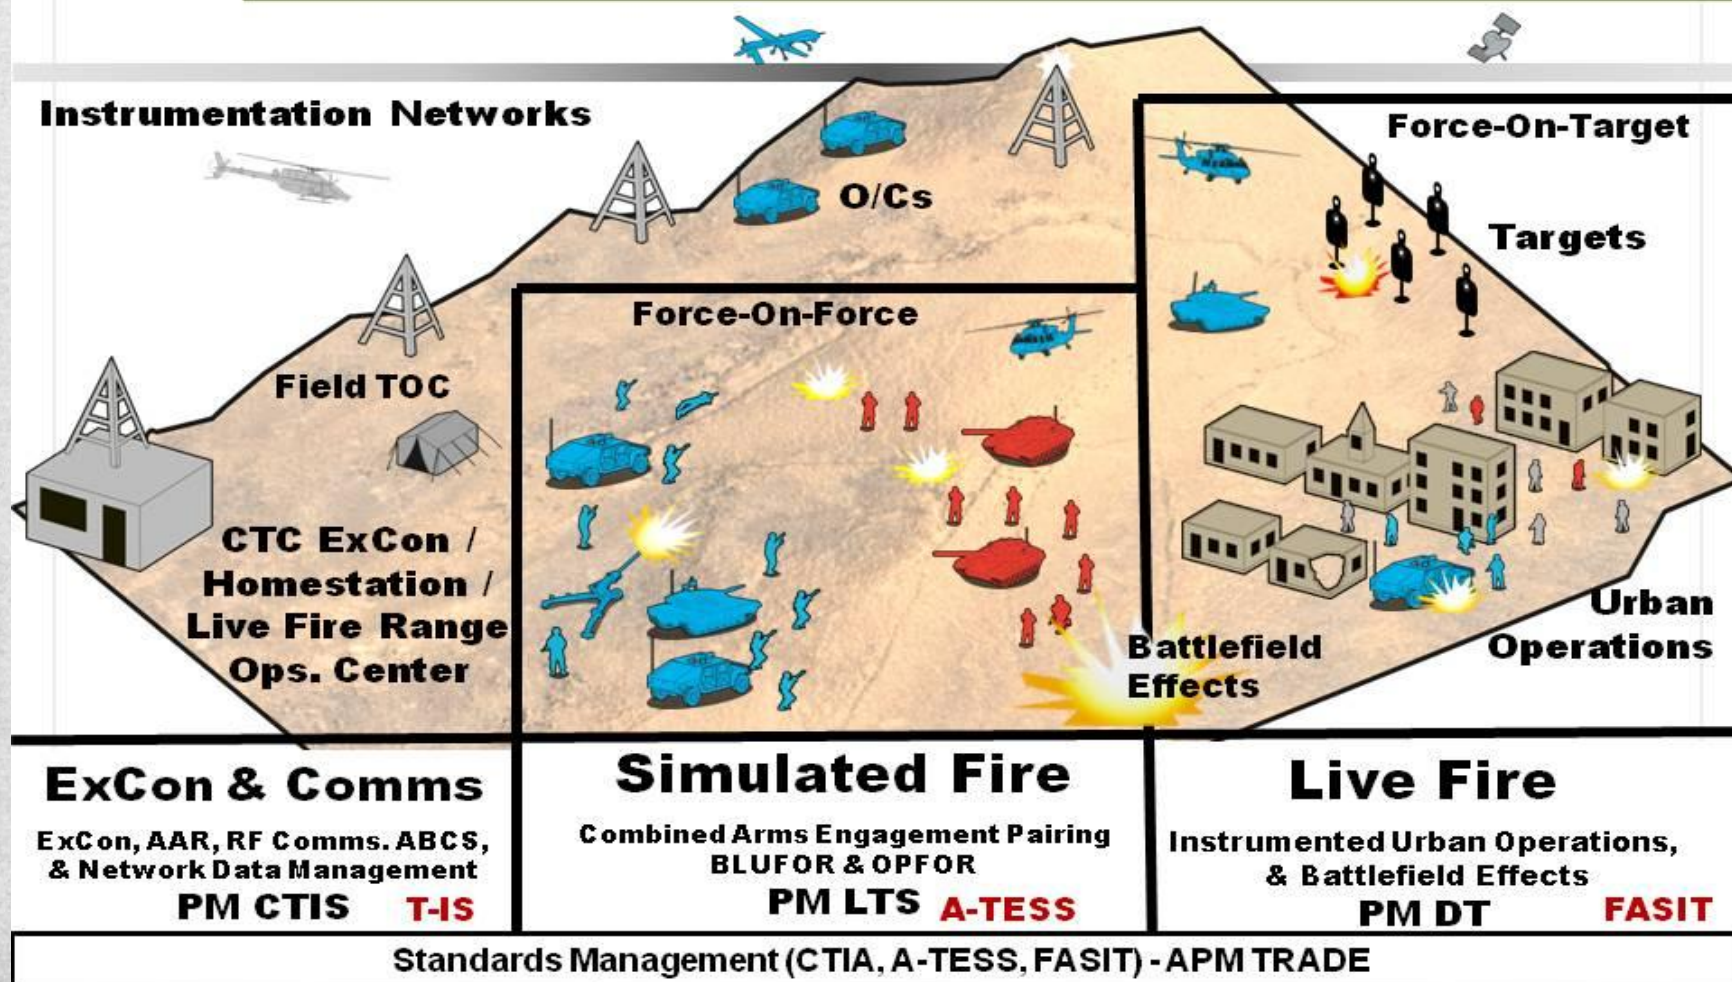 Instrumentation Networks
Force-On-Target
O/Cs
Targets
Force-On-Force
Field TOC
CTC ExCon /
Homestation /
Live Fire Range
Ops. Center
Battlefield
Effects
Urban
Operations
ExCon & Comms
ExCon, AAR, RF Comms. ABCS,
& Network Data Management
PM CTIS T-IS
Simulated Fire
Combined Arms Engagement Pairing
BLUFOR & OPFOR
PM LTS A-TESS
Live Fire
Instrumented Urban Operations,
& Battlefield Effects
PM DT FASIT
Standards Management (CTIA, A-TESS, FASIT) - APM TRADE